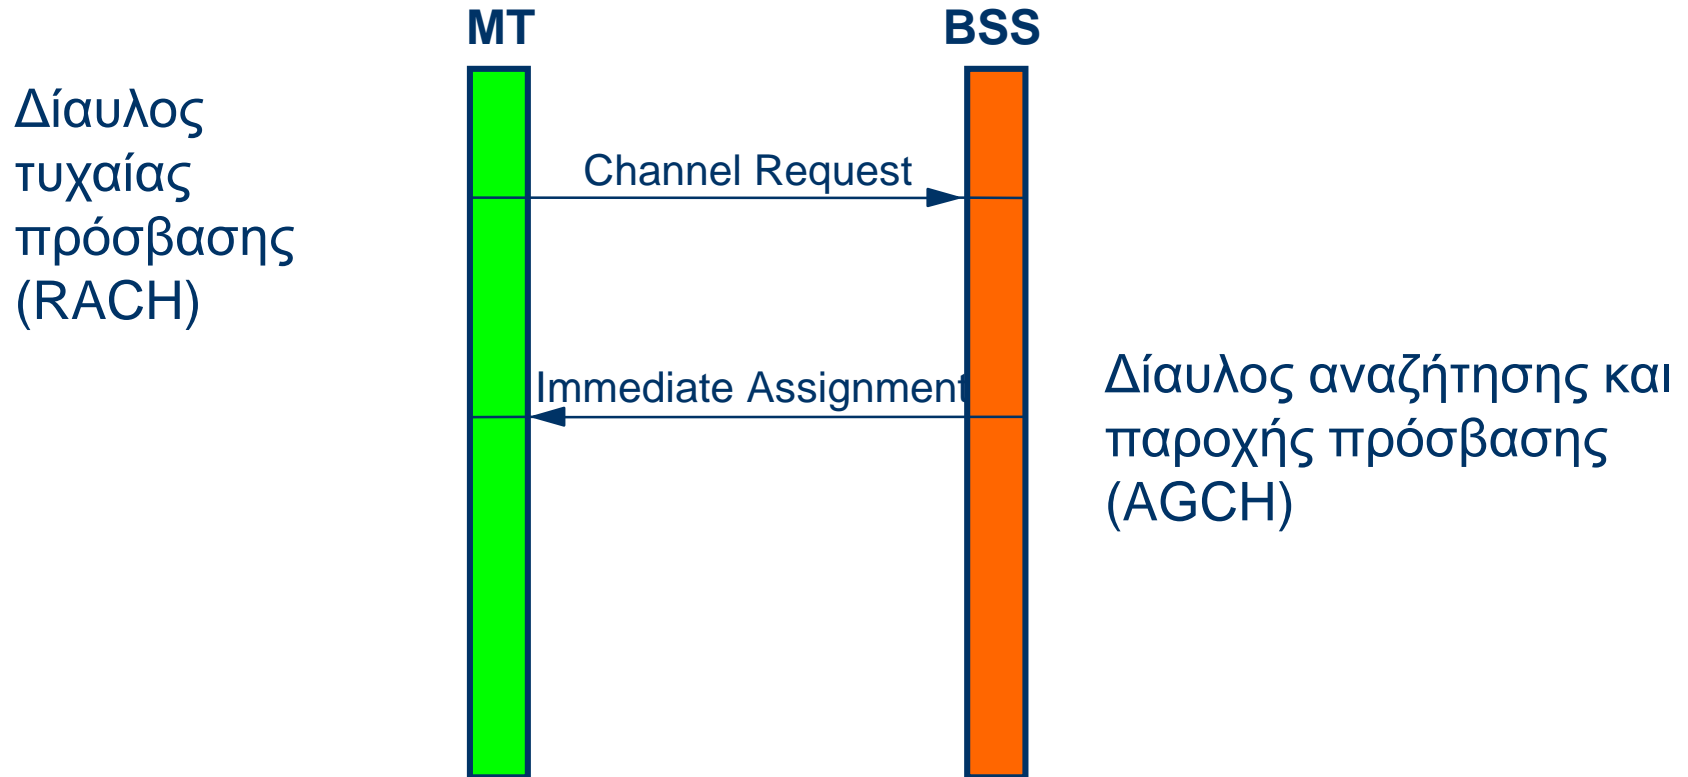 MT
BSS
Δίαυλος
τυχαίας
πρόσβασης
(RACH)
Channel Request
Immediate Assignment
Δίαυλος αναζήτησης και
παροχής πρόσβασης
(AGCH)